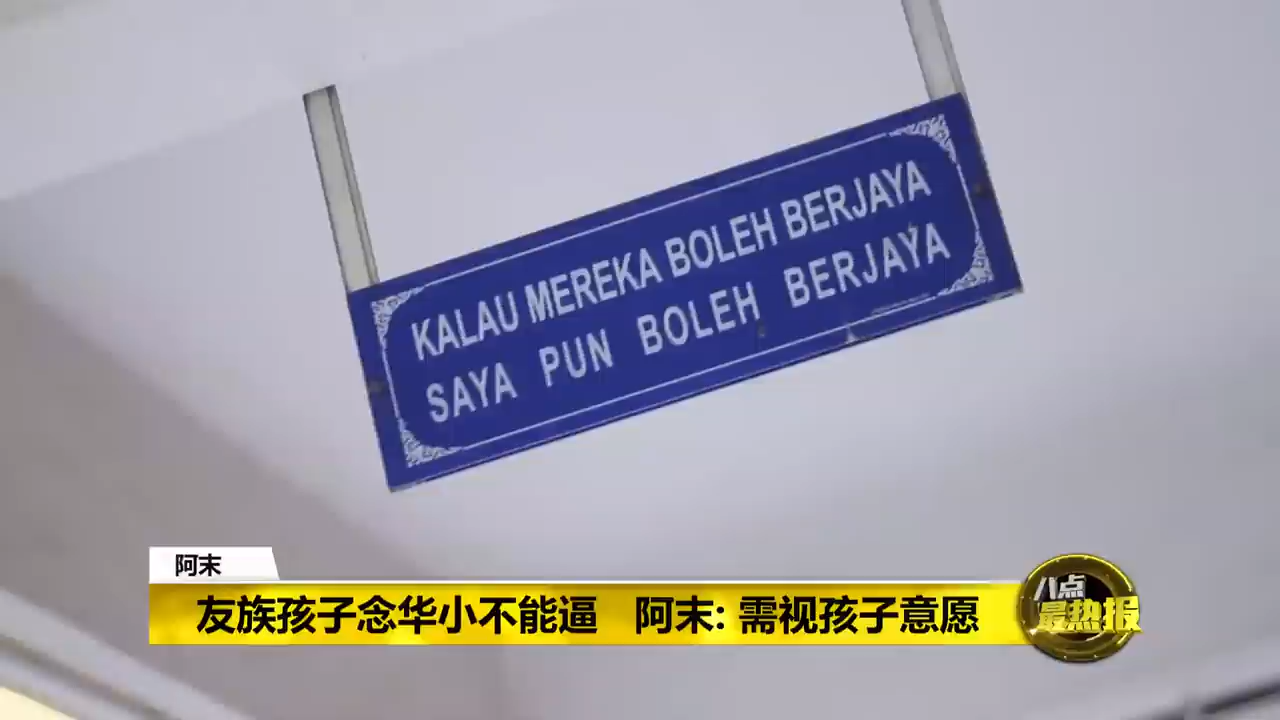 KALAU MEREKA BOLEH BERJAYA
SAYA PUN BOLEH BERJAYA
阿末
友族孩子念华小不能逼 阿末: 需视孩子意愿
八点
最热报